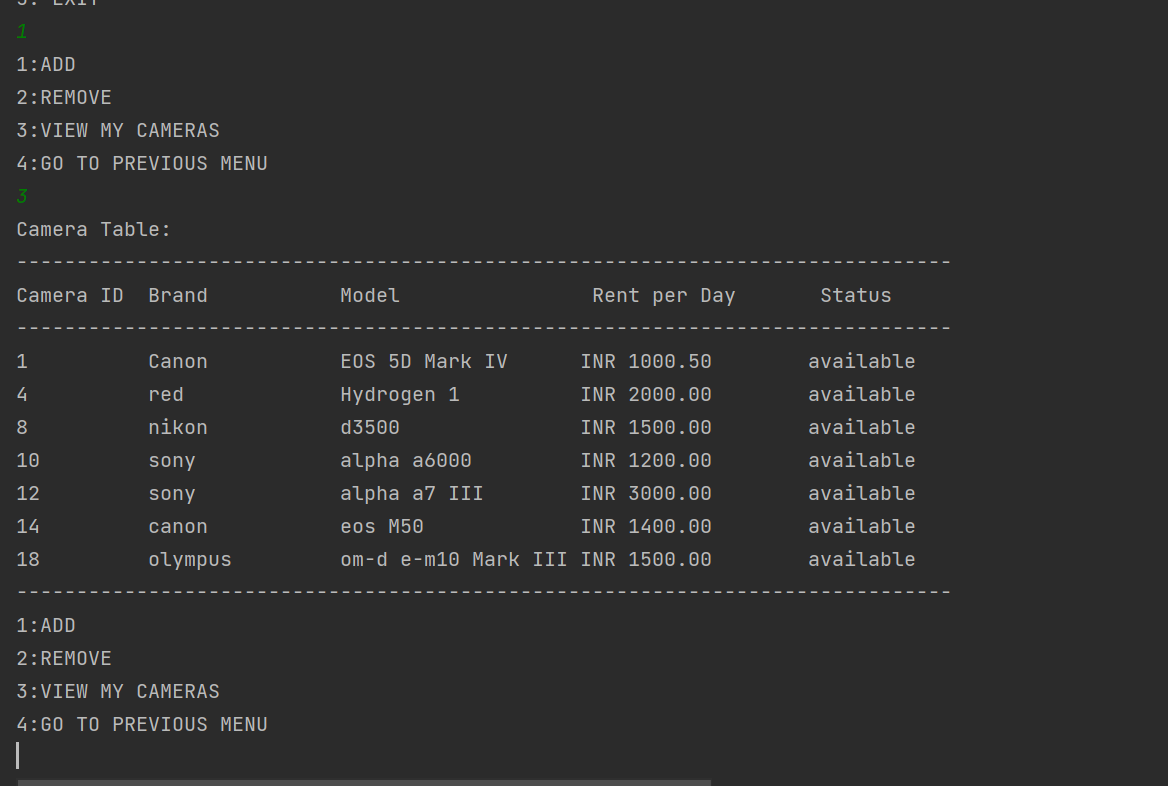 5. EXIT
1
1:ADD
2:REMOVE
3:VIEW MY CAMERAS
4:GO TO PREVIOUS MENU
3
Camera Table:
------------------------------------------------------------------------------
Camera ID  Brand           Model                Rent per Day       Status
------------------------------------------------------------------------------
1          Canon           EOS 5D Mark IV      INR 1000.50        available
4          red             Hydrogen 1          INR 2000.00        available
8          nikon           d3500               INR 1500.00        available
10         sony            alpha a6000         INR 1200.00        available
12         sony            alpha a7 III        INR 3000.00        available
14         canon           eos M50             INR 1400.00        available
18         olympus         om-d e-m10 Mark III INR 1500.00        available
------------------------------------------------------------------------------
1:ADD
2:REMOVE
3:VIEW MY CAMERAS
4:GO TO PREVIOUS MENU